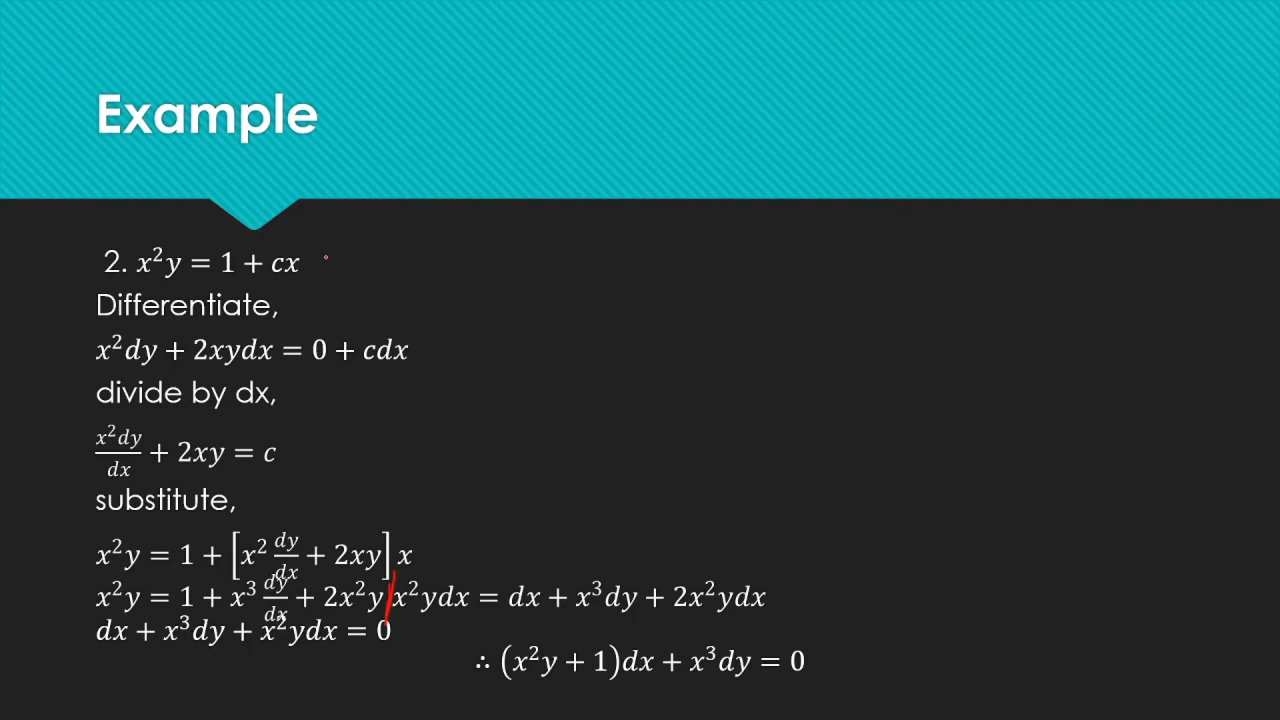 Example
2. x²y = 1 + cx
Differentiate,
x²dy + 2xydx = 0 + cdx
divide by dx,
x²dy/dx + 2xy = c
substitute,
x²y = 1 + [x² dy/dx + 2xy] x
x²y = 1 + x³ dy/dx + 2x²y x²ydx = dx + x³dy + 2x²ydx
dx + x³dy + x²ydx = 0
∴ (x²y + 1)dx + x³dy = 0